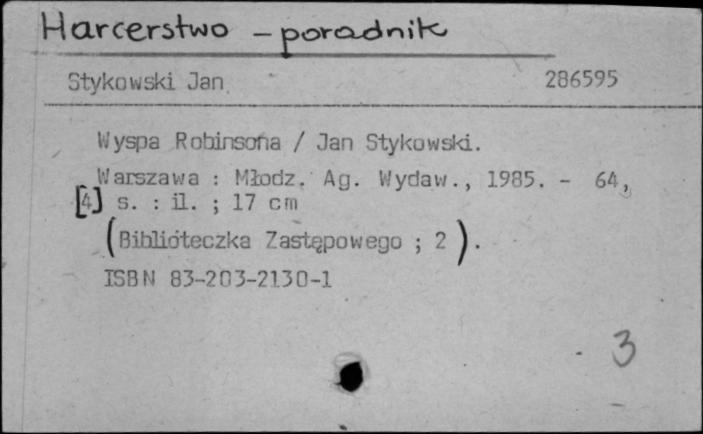 Harcerstwo - poradnik
Stykowski Jan 286595
Wyspa Robinsona / Jan Stykowski.
Warszawa : Młodz. Ag. Wydaw., 1985. - 64,
[4] s. : il. ; 17 cm
(Biblioteczka Zastępowego ; 2).
ISBN 83-203-2130-1
3